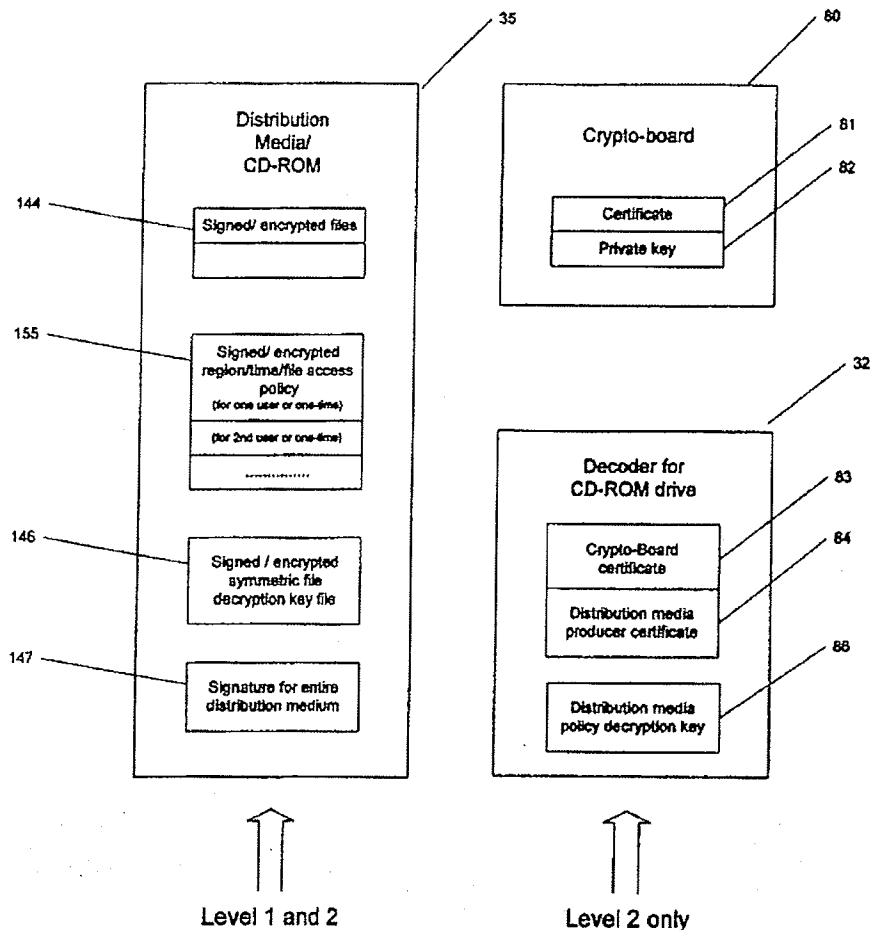 35
Distribution
Media/
CD-ROM
144
Signed/ encrypted files
155
Signed/ encrypted
region/time/file access
policy
(for one user or one-time)
(for 2nd user or one-time)
..............
146
Signed / encrypted
symmetric file
decryption key file
147
Signature for entire
distribution medium
Level 1 and 2
80
Crypto-board
81
82
Certificate
Private key
32
Decoder for
CD-ROM drive
83
Crypto-Board
certificate
84
Distribution media
producer certificate
86
Distribution media
policy decryption key
Level 2 only